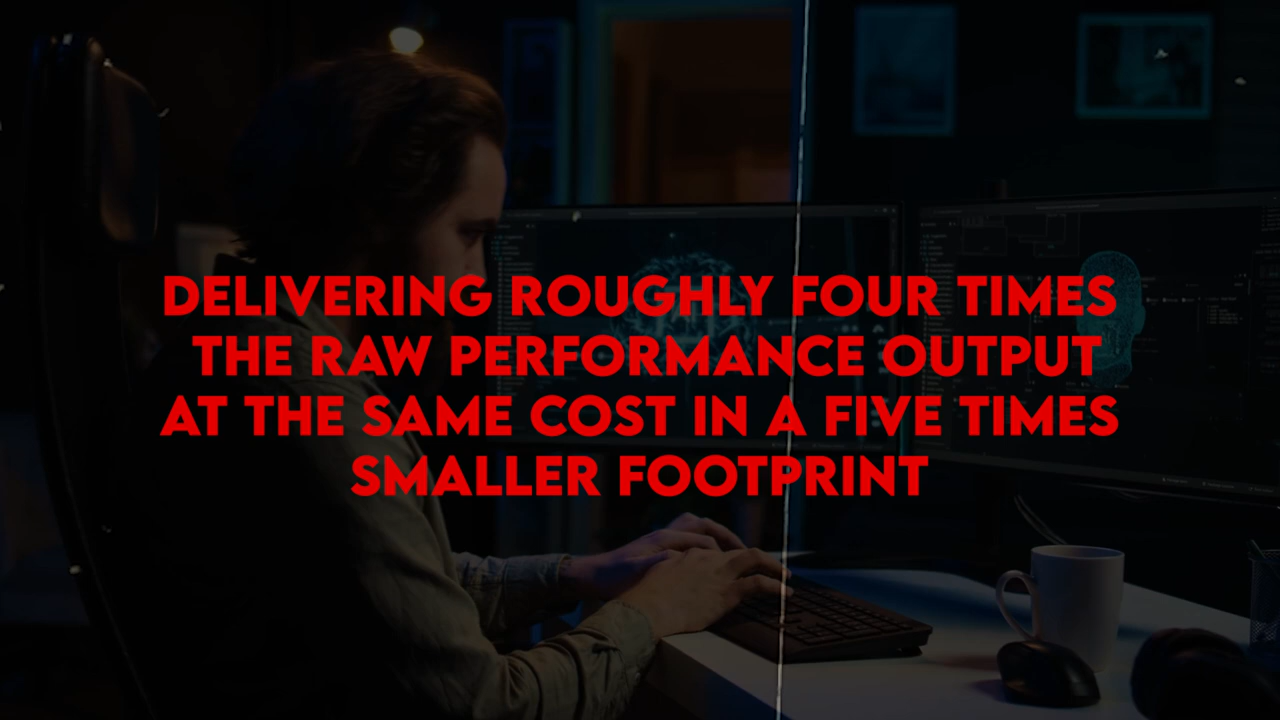 DELIVERING ROUGHLY FOUR TIMES
THE RAW PERFORMANCE OUTPUT
AT THE SAME COST IN A FIVE TIMES
SMALLER FOOTPRINT